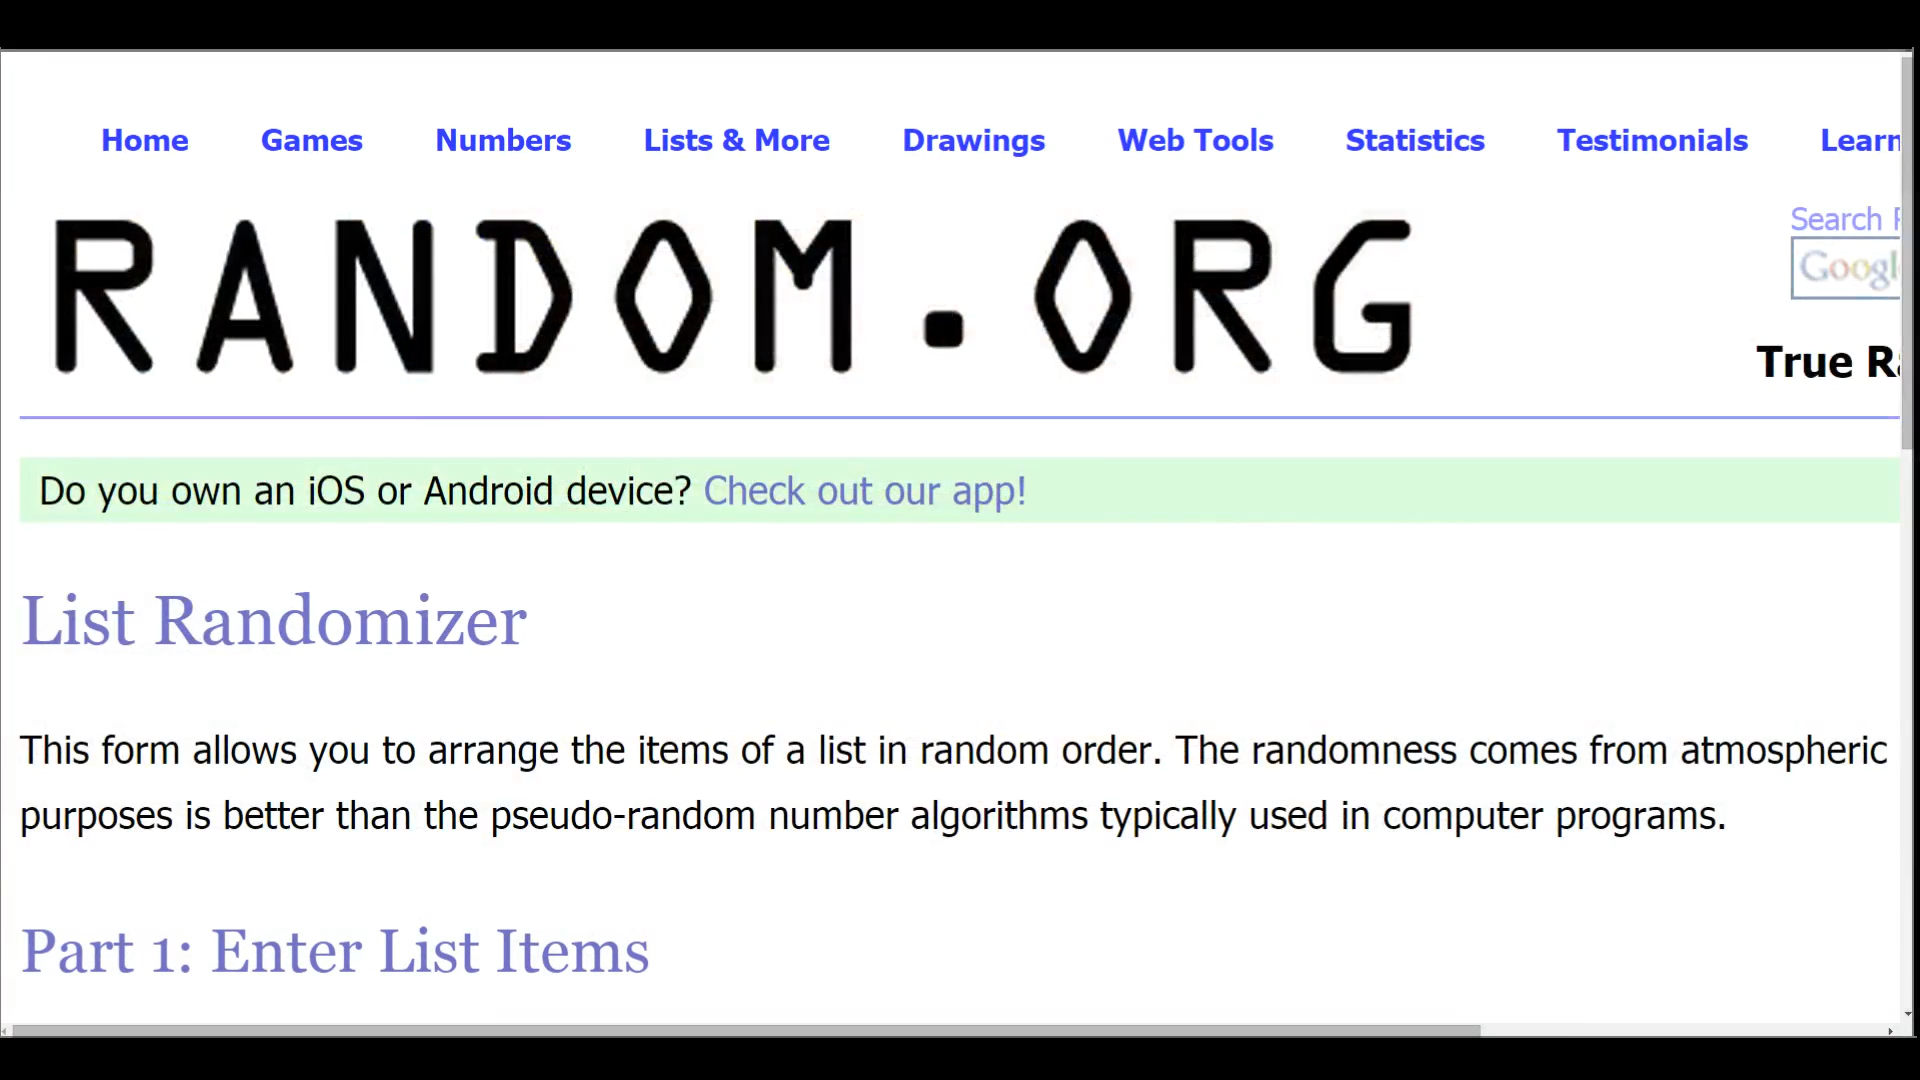 Home Games Numbers Lists & More Drawings Web Tools Statistics Testimonials Learn
RANDOM.ORG
Search
Google
True
Do you own an iOS or Android device? Check out our app!
List Randomizer
This form allows you to arrange the items of a list in random order. The randomness comes from atmospheric
purposes is better than the pseudo-random number algorithms typically used in computer programs.
Part 1: Enter List Items